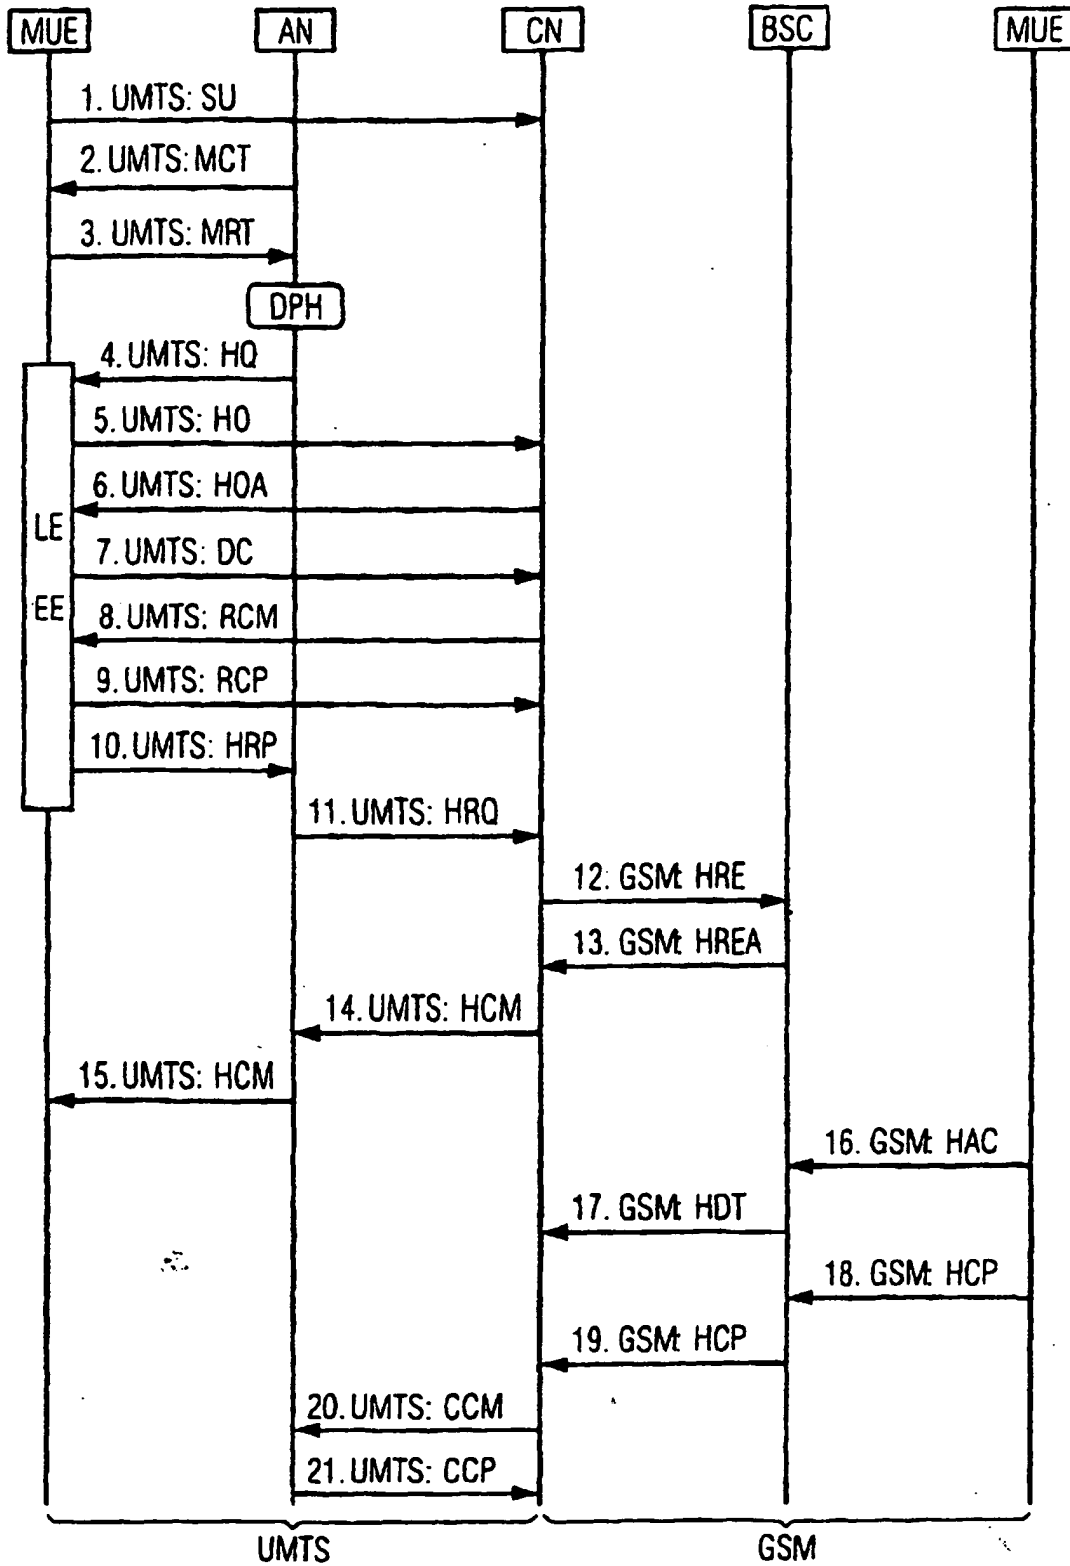 MUE AN CN BSC MUE
1. UMTS: SU
2. UMTS: MCT
3. UMTS: MRT
DPH
4. UMTS: HQ
5. UMTS: HO
6. UMTS: HOA
LE
7. UMTS: DC
EE
8. UMTS: RCM
9. UMTS: RCP
10. UMTS: HRP
11. UMTS: HRQ
12. GSM: HRE
13. GSM: HREA
14. UMTS: HCM
15. UMTS: HCM
16. GSM: HAC
17. GSM: HDT
18. GSM: HCP
19. GSM: HCP
20. UMTS: CCM
21. UMTS: CCP
UMTS GSM